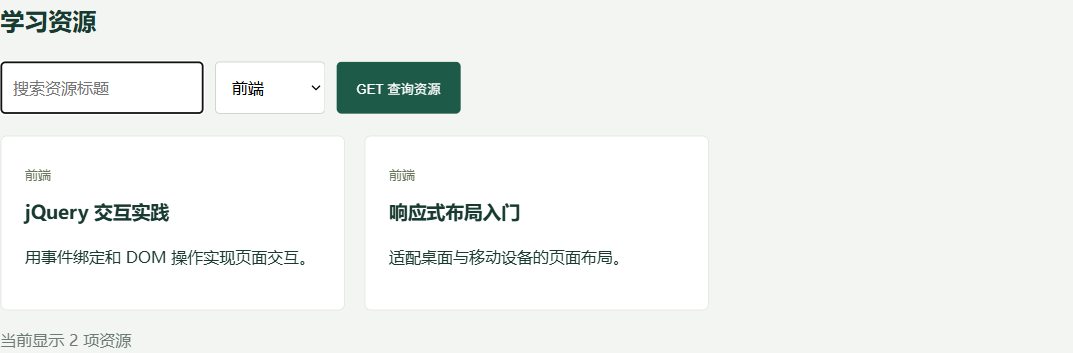 学习资源
搜索资源标题
前端
GET 查询资源
前端
jQuery 交互实践
用事件绑定和 DOM 操作实现页面交互。
前端
响应式布局入门
适配桌面与移动设备的页面布局。
当前显示 2 项资源